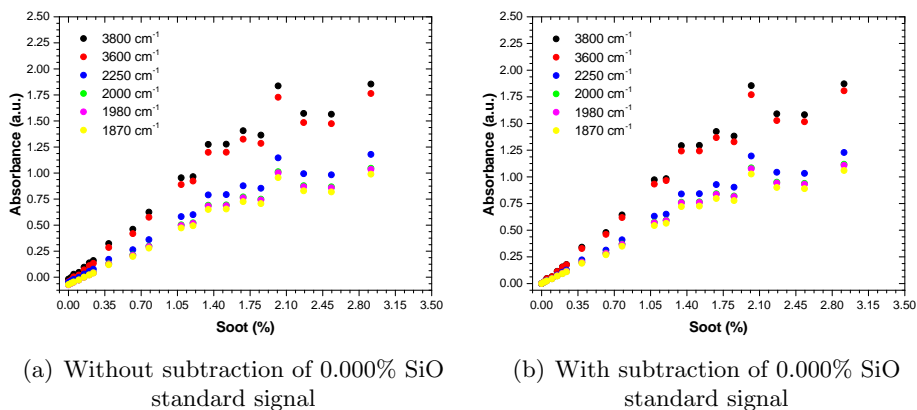 2.50
2.25
2.00
1.75
1.50
1.25
1.00
0.75
0.50
0.25
0.00
Absorbance (a.u.)
3800 cm⁻¹
3600 cm⁻¹
2250 cm⁻¹
2000 cm⁻¹
1980 cm⁻¹
1870 cm⁻¹
0.00 0.35 0.70 1.05 1.40 1.75 2.10 2.45 2.80 3.15 3.50
Soot (%)
(a) Without subtraction of 0.000% SiO
standard signal
2.50
2.25
2.00
1.75
1.50
1.25
1.00
0.75
0.50
0.25
0.00
Absorbance (a.u.)
3800 cm⁻¹
3600 cm⁻¹
2250 cm⁻¹
2000 cm⁻¹
1980 cm⁻¹
1870 cm⁻¹
0.00 0.35 0.70 1.05 1.40 1.75 2.10 2.45 2.80 3.15 3.50
Soot (%)
(b) With subtraction of 0.000% SiO
standard signal